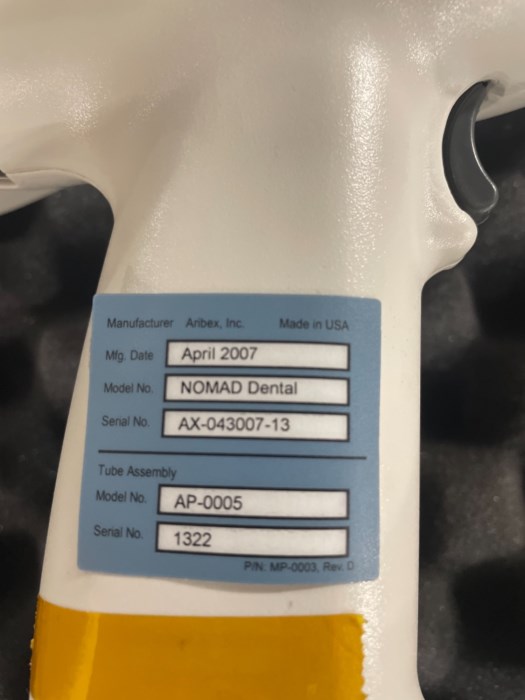 Manufacturer Aribex, Inc. Made in USA
Mfg. Date April 2007
Model No. NOMAD Dental
Serial No. AX-043007-13
Tube Assembly
Model No. AP-0005
Serial No. 1322
P/N: MP-0003, Rev. D